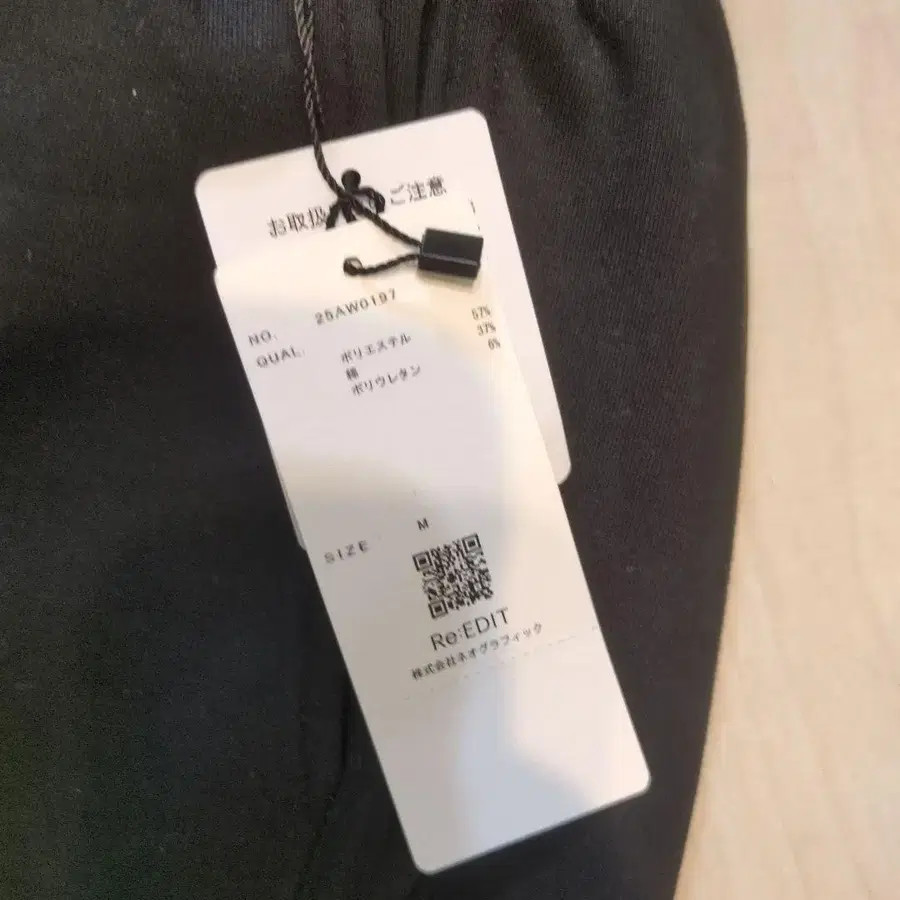 お取扱 ご注意
NO. 25AW0197
QUAL. ポリエステル 57%
綿 37%
ポリウレタン 6%
SIZE M
Re:EDIT
株式会社ネオグラフィック